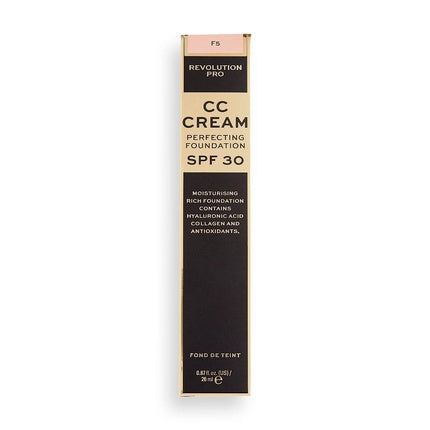 F5
REVOLUTION
PRO
CC
CREAM
PERFECTING
FOUNDATION
SPF 30
MOISTURISING
RICH FOUNDATION
CONTAINS
HYALURONIC ACID
COLLAGEN AND
ANTIOXIDANTS.
FOND DE TEINT
0.87 fl. oz. (US) /
26 ml ℮